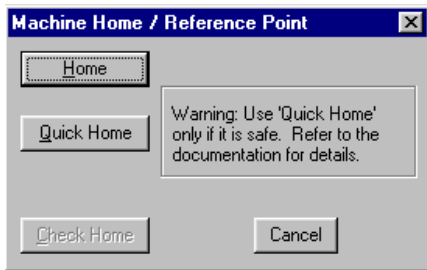 Machine Home / Reference Point
Home
Warning: Use 'Quick Home'
only if it is safe.  Refer to the
documentation for details.
Quick Home
Check Home
Cancel